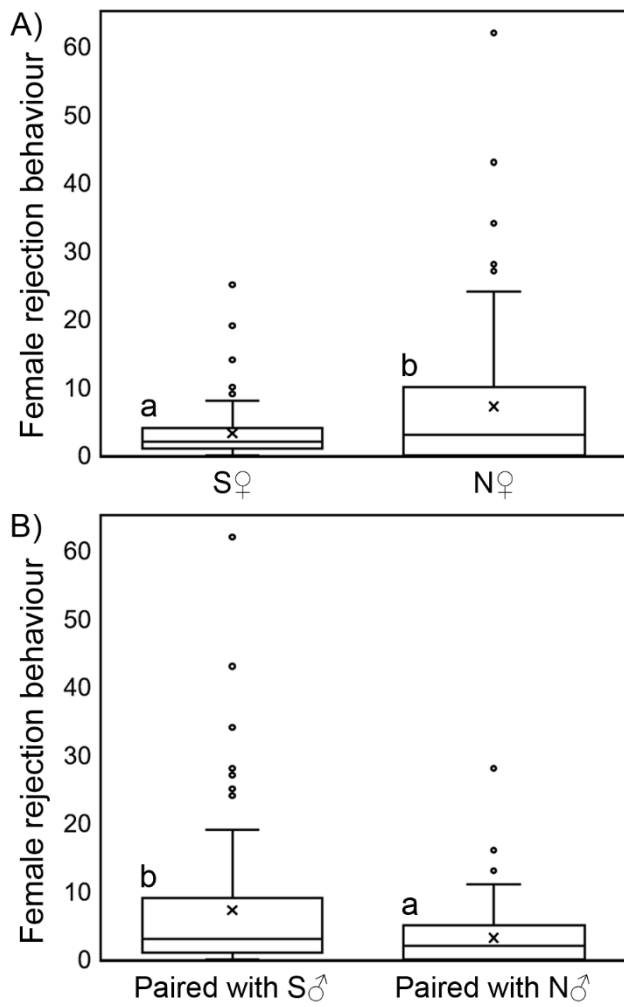 A)
Female rejection behaviour
60
50
40
30
20
10
0
a
b
S♀
N♀
B)
Female rejection behaviour
60
50
40
30
20
10
0
b
a
Paired with S♂
Paired with N♂